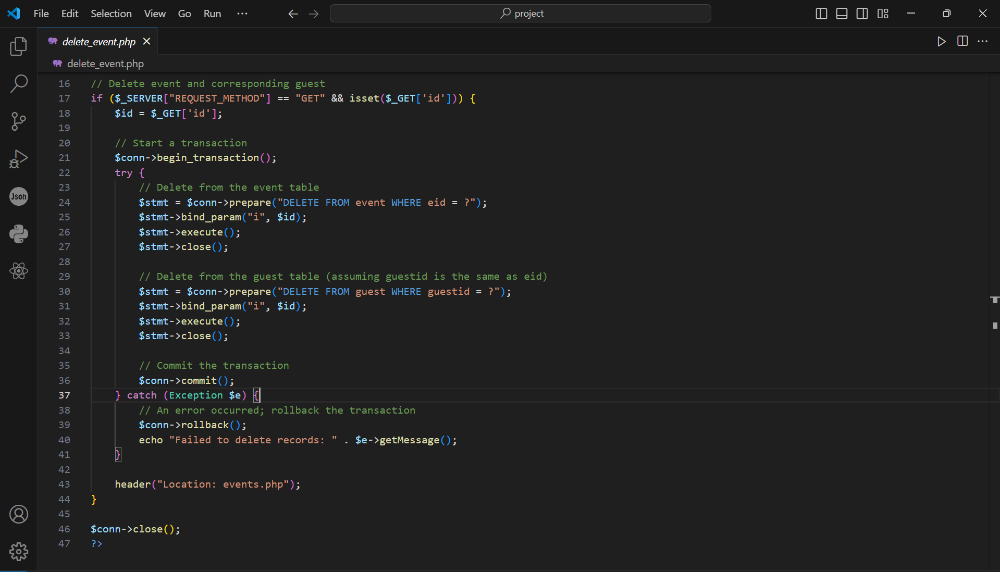 File Edit Selection View Go Run ··· project
delete_event.php
delete_event.php
16 // Delete event and corresponding guest
17 if ($_SERVER["REQUEST_METHOD"] == "GET" && isset($_GET['id'])) {
18 $id = $_GET['id'];
19
20 // Start a transaction
21 $conn->begin_transaction();
22 try {
23 // Delete from the event table
24 $stmt = $conn->prepare("DELETE FROM event WHERE eid = ?");
25 $stmt->bind_param("i", $id);
26 $stmt->execute();
27 $stmt->close();
28
29 // Delete from the guest table (assuming guestid is the same as eid)
30 $stmt = $conn->prepare("DELETE FROM guest WHERE guestid = ?");
31 $stmt->bind_param("i", $id);
32 $stmt->execute();
33 $stmt->close();
34
35 // Commit the transaction
36 $conn->commit();
37 } catch (Exception $e) {
38 // An error occurred; rollback the transaction
39 $conn->rollback();
40 echo "Failed to delete records: " . $e->getMessage();
41 }
42
43 header("Location: events.php");
44 }
45
46 $conn->close();
47 ?>
Json